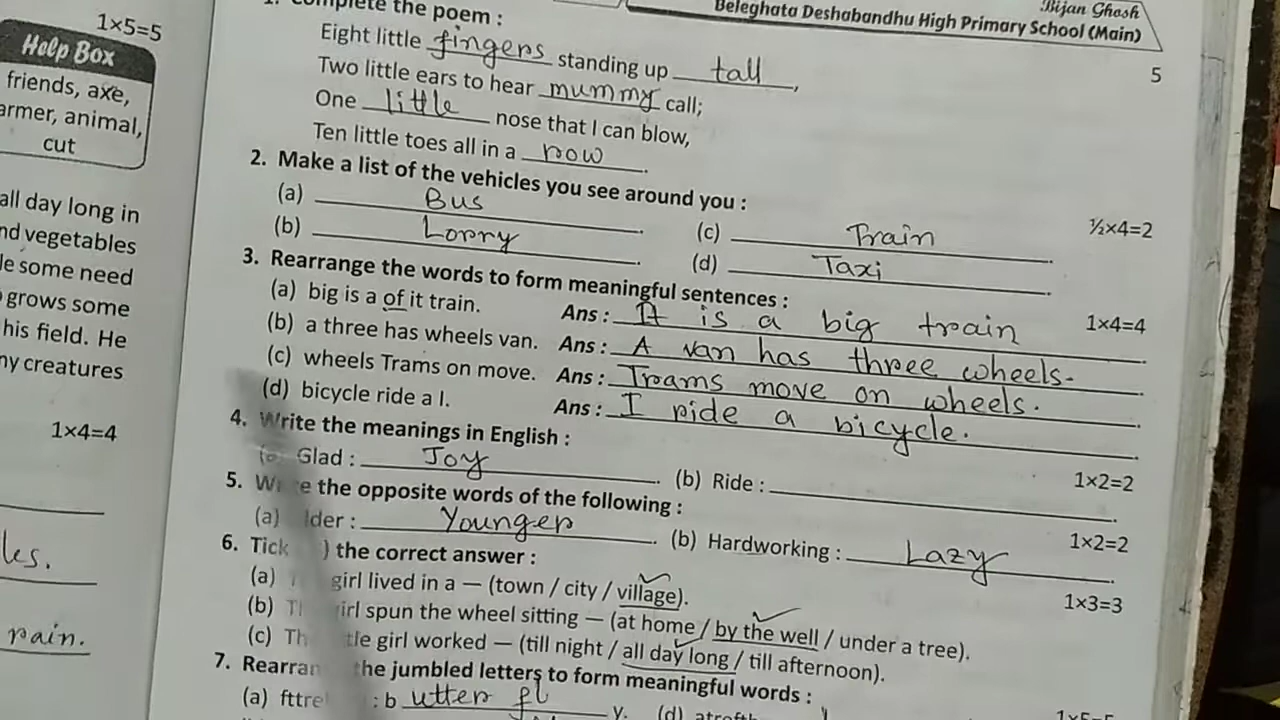 1×5=5
Help Box
friends, axe,
armer, animal,
cut
all day long in
nd vegetables
le some need
grows some
his field. He
ny creatures
1×4=4
les.
rain.
Bijan Ghosh
Beleghata Deshabandhu High Primary School (Main)
1. Complete the poem : 5
Eight little fingers standing up tall,
Two little ears to hear mummy call;
One little nose that I can blow,
Ten little toes all in a row.
2. Make a list of the vehicles you see around you : ½×4=2
(a) Bus. (c) Train
(b) Lorry. (d) Taxi
3. Rearrange the words to form meaningful sentences : 1×4=4
(a) big is a of it train. Ans : It is a big train
(b) a three has wheels van. Ans : A van has three wheels.
(c) wheels Trams on move. Ans : Trams move on wheels.
(d) bicycle ride a I. Ans : I ride a bicycle.
4. Write the meanings in English : 1×2=2
Glad : Joy. (b) Ride : .
5. Write the opposite words of the following : 1×2=2
(a) lder : Younger. (b) Hardworking : Lazy.
6. Tick ) the correct answer : 1×3=3
(a) girl lived in a — (town / city / village).
(b) girl spun the wheel sitting — (at home / by the well / under a tree).
(c) girl worked — (till night / all day long / till afternoon).
7. Rearran the jumbled letters to form meaningful words :
(a) fttre : b utter fl y. (d)